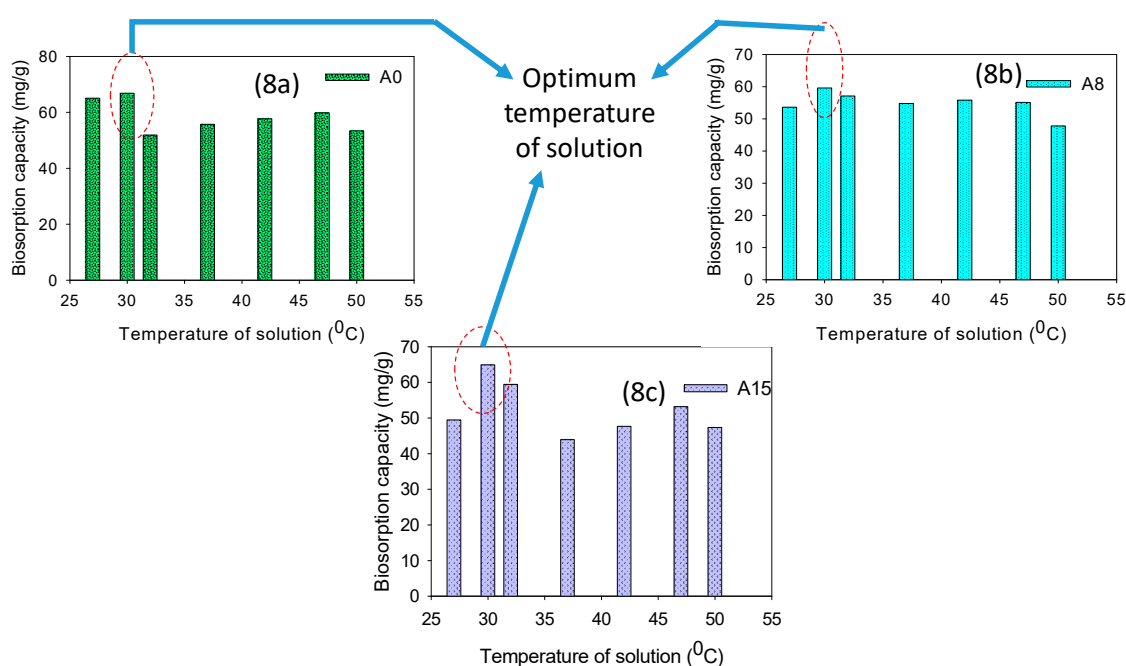 Optimum
temperature
of solution
80
60
40
20
0
Biosorption capacity (mg/g)
(8a)
A0
25 30 35 40 45 50 55
Temperature of solution (⁰C)
70
60
50
40
30
20
10
0
Biosorption capacity (mg/g)
(8b)
A8
25 30 35 40 45 50 55
Temperature of solution (⁰C)
70
60
50
40
30
20
10
0
Biosorption capacity (mg/g)
(8c)
A15
25 30 35 40 45 50 55
Temperature of solution (⁰C)